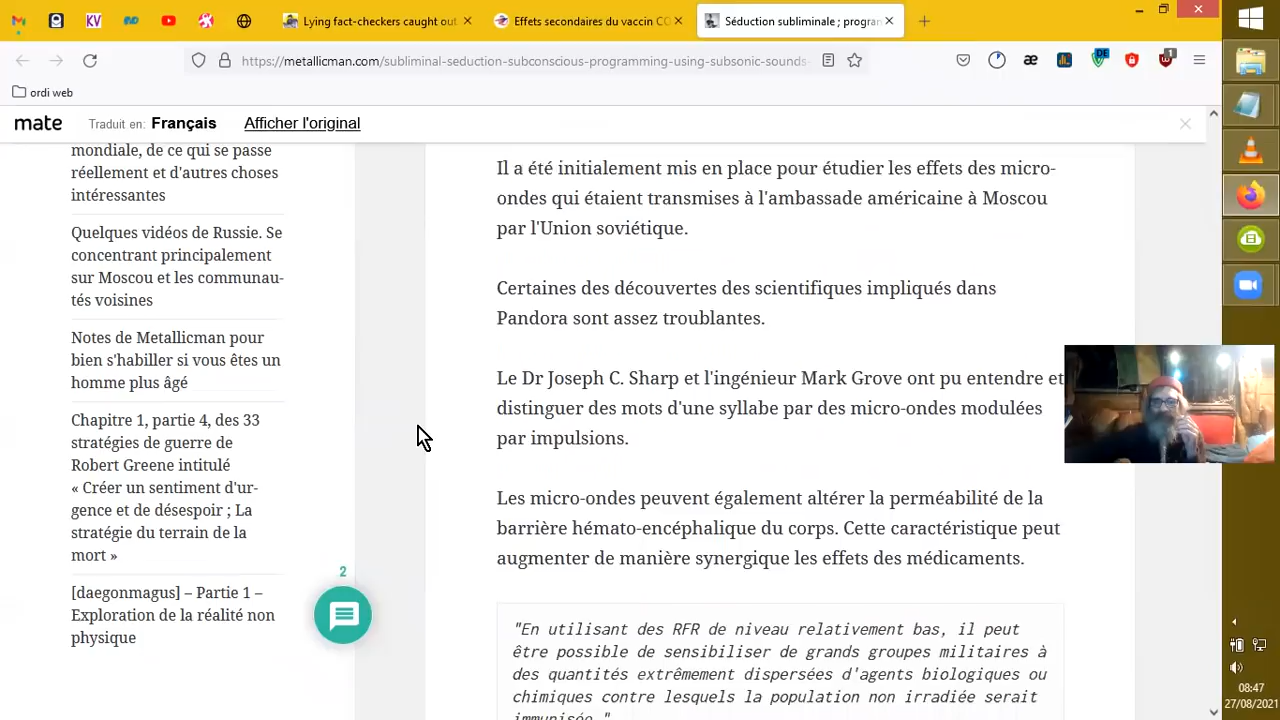 Lying fact-checkers caught out
Effets secondaires du vaccin CO
Séduction subliminale ; progra
https://metallicman.com/subliminal-seduction-subconscious-programming-using-subsonic-sounds-
DE
1
ordi web
mate
Traduit en: Français
Afficher l'original
mondiale, de ce qui se passe
réellement et d'autres choses
intéressantes
Quelques vidéos de Russie. Se
concentrant principalement
sur Moscou et les communau-
tés voisines
Notes de Metallicman pour
bien s'habiller si vous êtes un
homme plus âgé
Chapitre 1, partie 4, des 33
stratégies de guerre de
Robert Greene intitulé
« Créer un sentiment d'ur-
gence et de désespoir ; La
stratégie du terrain de la
mort »
[daegonmagus] – Partie 1 –
Exploration de la réalité non
physique
2
Il a été initialement mis en place pour étudier les effets des micro-
ondes qui étaient transmises à l'ambassade américaine à Moscou
par l'Union soviétique.
Certaines des découvertes des scientifiques impliqués dans
Pandora sont assez troublantes.
Le Dr Joseph C. Sharp et l'ingénieur Mark Grove ont pu entendre et
distinguer des mots d'une syllabe par des micro-ondes modulées
par impulsions.
Les micro-ondes peuvent également altérer la perméabilité de la
barrière hémato-encéphalique du corps. Cette caractéristique peut
augmenter de manière synergique les effets des médicaments.
"En utilisant des RFR de niveau relativement bas, il peut
être possible de sensibiliser de grands groupes militaires à
des quantités extrêmement dispersées d'agents biologiques ou
chimiques contre lesquels la population non irradiée serait
immunisée."
08:47
27/08/2021